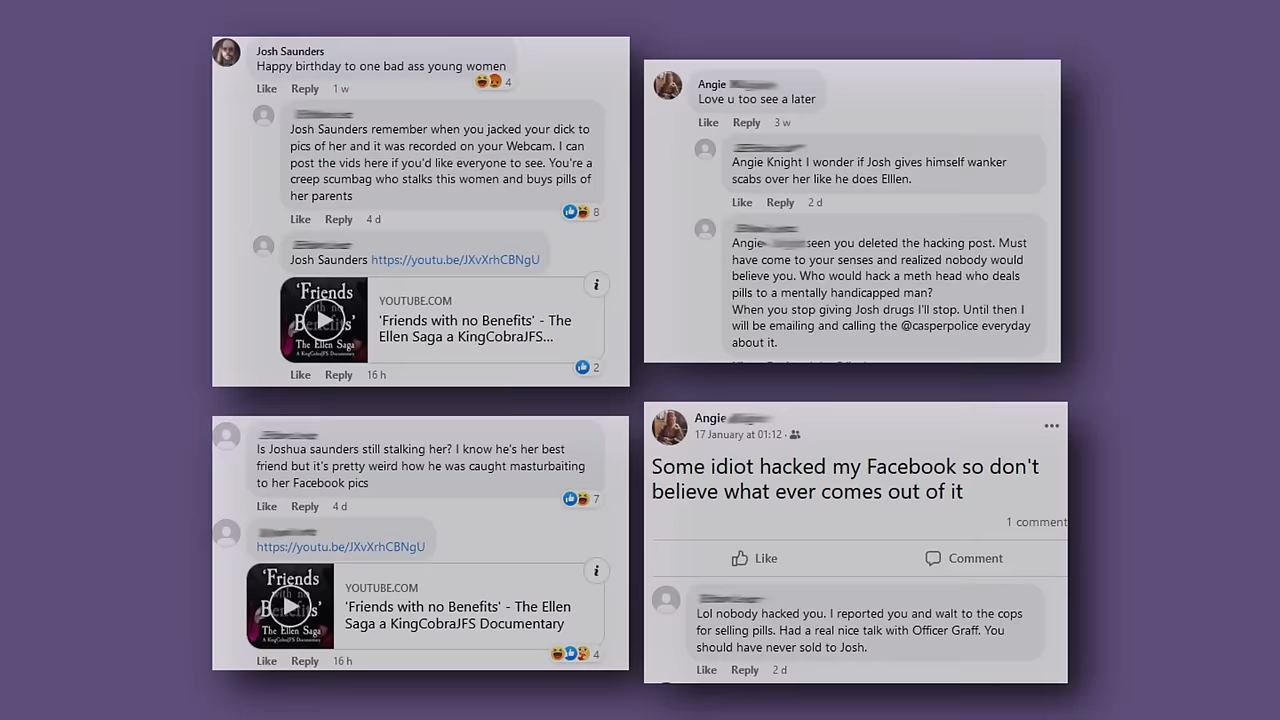 Josh Saunders
Happy birthday to one bad ass young women
4
Like Reply 1 w
Josh Saunders remember when you jacked your dick to
pics of her and it was recorded on your Webcam. I can
post the vids here if you'd like everyone to see. You're a
creep scumbag who stalks this women and buys pills of
her parents
Like Reply 4 d
8
Josh Saunders https://youtu.be/JXvXrhCBNgU
'Friends
with no
Benefits'
The Ellen Saga
A KingCobraJFS Documentary
YOUTUBE.COM
'Friends with no Benefits' - The
Ellen Saga a KingCobraJFS...
2
Like Reply 16 h
Angie
Love u too see a later
Like Reply 3 w
Angie Knight I wonder if Josh gives himself wanker
scabs over her like he does Elllen.
Like Reply 2 d
Angie seen you deleted the hacking post. Must
have come to your senses and realized nobody would
believe you. Who would hack a meth head who deals
pills to a mentally handicapped man?
When you stop giving Josh drugs I'll stop. Until then I
will be emailing and calling the @casperpolice everyday
about it.
Is Joshua saunders still stalking her? I know he's her best
friend but it's pretty weird how he was caught masturbaiting
to her Facebook pics
7
Like Reply 4 d
https://youtu.be/JXvXrhCBNgU
'Friends
with no
Benefits'
The Ellen Saga
A KingCobraJFS Documentary
YOUTUBE.COM
'Friends with no Benefits' - The Ellen
Saga a KingCobraJFS Documentary
4
Like Reply 16 h
Angie
17 January at 01:12
Some idiot hacked my Facebook so don't
believe what ever comes out of it
1 comment
Like Comment
Lol nobody hacked you. I reported you and walt to the cops
for selling pills. Had a real nice talk with Officer Graff. You
should have never sold to Josh.
Like Reply 2 d